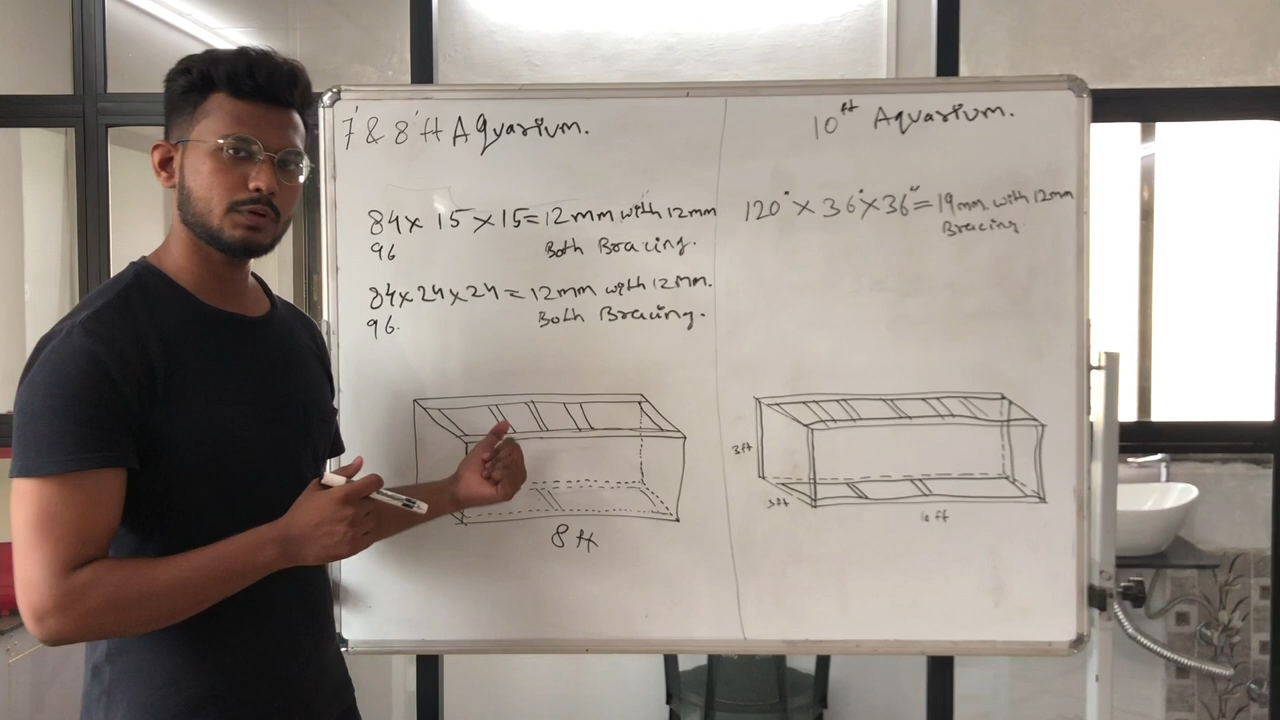 7' & 8' ft Aquarium.
84 x 15 x 15 = 12mm with 12mm
96 Both Bracing.
84 x 24 x 24 = 12mm with 12mm.
96. Both Bracing.
8 ft
10ft Aquarium.
120" x 36" x 36" = 19mm with 12mm
Bracing.
3ft
3ft
10 ft